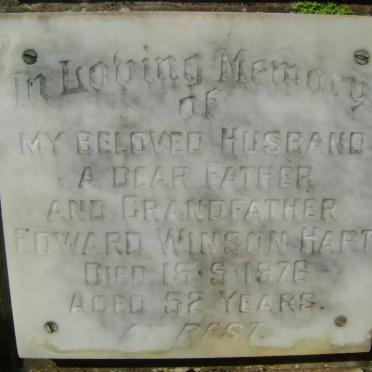 In Loving Memory
of
MY BELOVED HUSBAND
A DEAR FATHER
AND GRANDFATHER
EDWARD WINSON HART
DIED 15·5·1976
AGED 52 YEARS.
AT REST.